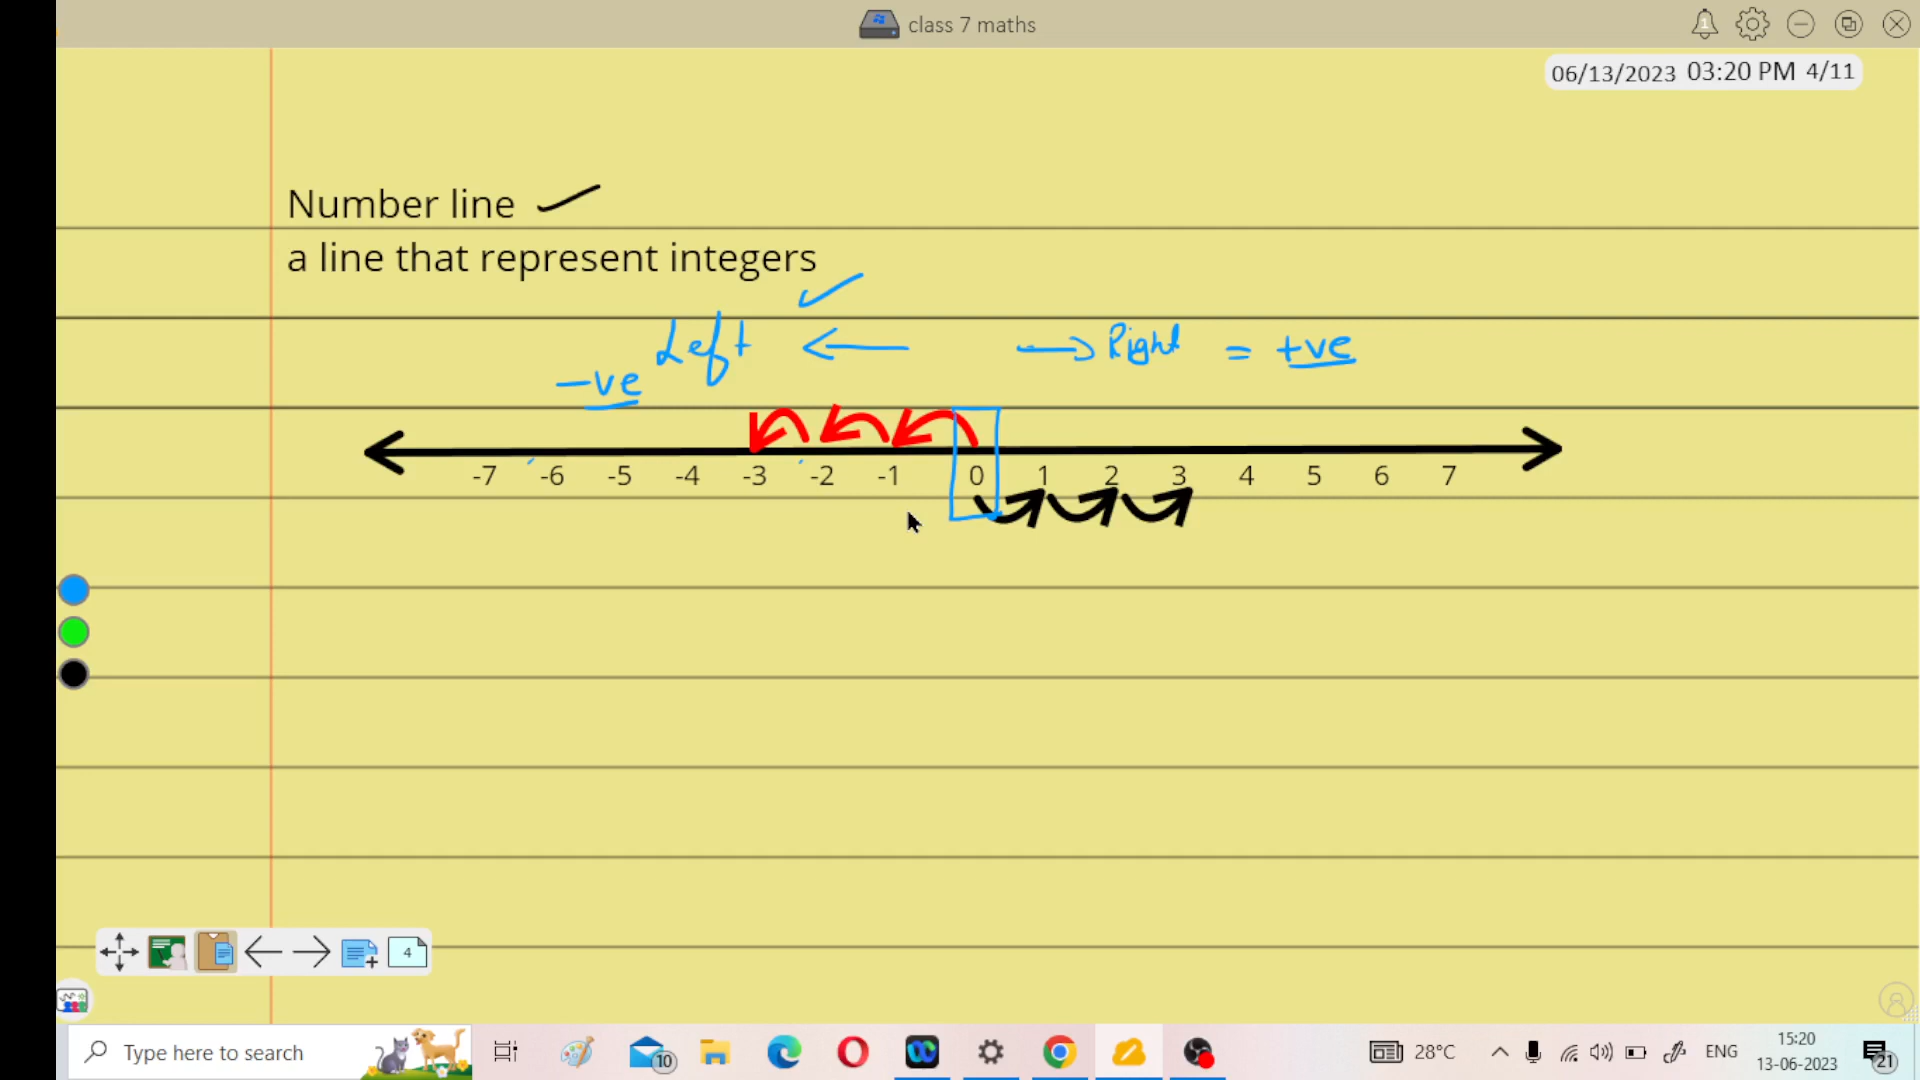 class 7 maths
1
06/13/2023 03:20 PM 4/11
Number line
a line that represent integers
Left Right = +ve
-ve
-7 -6 -5 -4 -3 -2 -1 0 1 2 3 4 5 6 7
4
Type here to search
10
28°C
ENG
15:20
13-06-2023
21